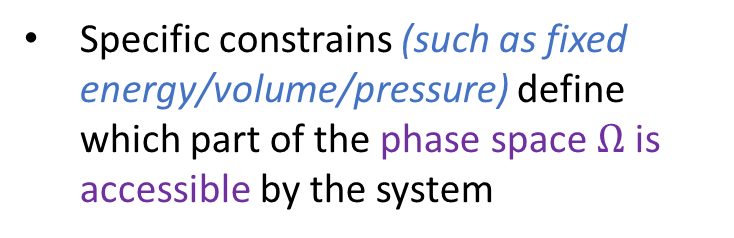 • Specific constrains (such as fixed
energy/volume/pressure) define
which part of the phase space Ω is
accessible by the system